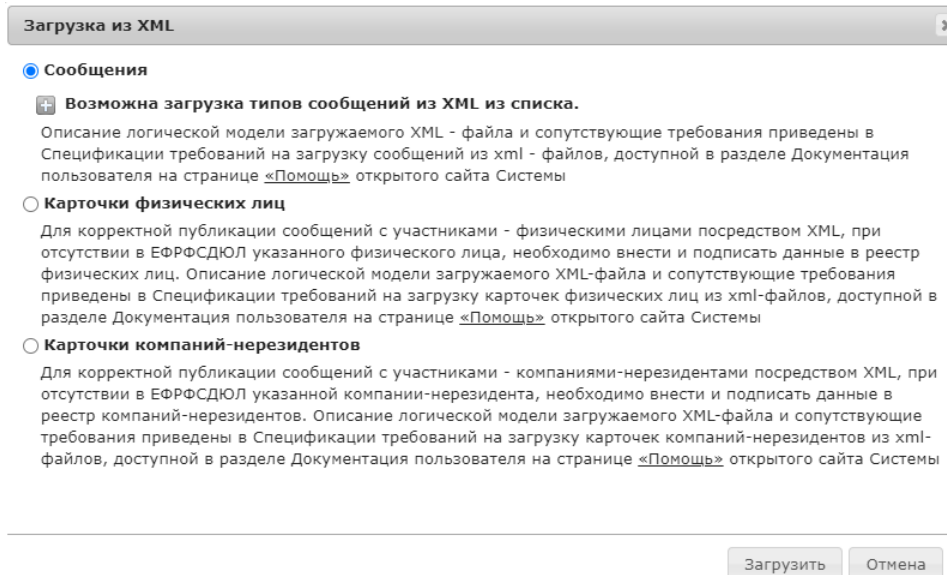 Загрузка из XML
Сообщения
Возможна загрузка типов сообщений из XML из списка.
Описание логической модели загружаемого XML - файла и сопутствующие требования приведены в
Спецификации требований на загрузку сообщений из xml - файлов, доступной в разделе Документация
пользователя на странице «Помощь» открытого сайта Системы
Карточки физических лиц
Для корректной публикации сообщений с участниками - физическими лицами посредством XML, при
отсутствии в ЕФРФСДЮЛ указанного физического лица, необходимо внести и подписать данные в реестр
физических лиц. Описание логической модели загружаемого XML-файла и сопутствующие требования
приведены в Спецификации требований на загрузку карточек физических лиц из xml-файлов, доступной в
разделе Документация пользователя на странице «Помощь» открытого сайта Системы
Карточки компаний-нерезидентов
Для корректной публикации сообщений с участниками - компаниями-нерезидентами посредством XML, при
отсутствии в ЕФРФСДЮЛ указанной компании-нерезидента, необходимо внести и подписать данные в
реестр компаний-нерезидентов. Описание логической модели загружаемого XML-файла и сопутствующие
требования приведены в Спецификации требований на загрузку карточек компаний-нерезидентов из xml-
файлов, доступной в разделе Документация пользователя на странице «Помощь» открытого сайта Системы
Загрузить Отмена